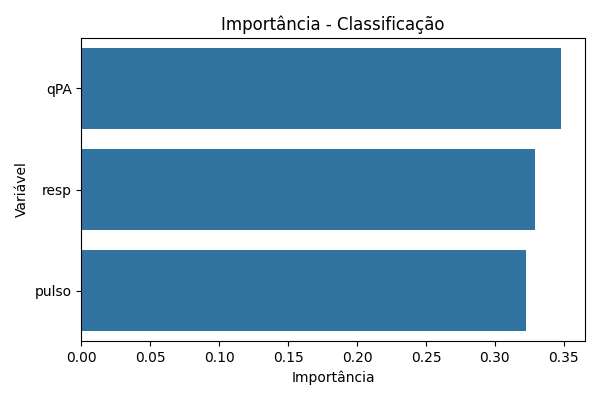 Importância - Classificação
Variável
qPA
resp
pulso
0.00 0.05 0.10 0.15 0.20 0.25 0.30 0.35
Importância